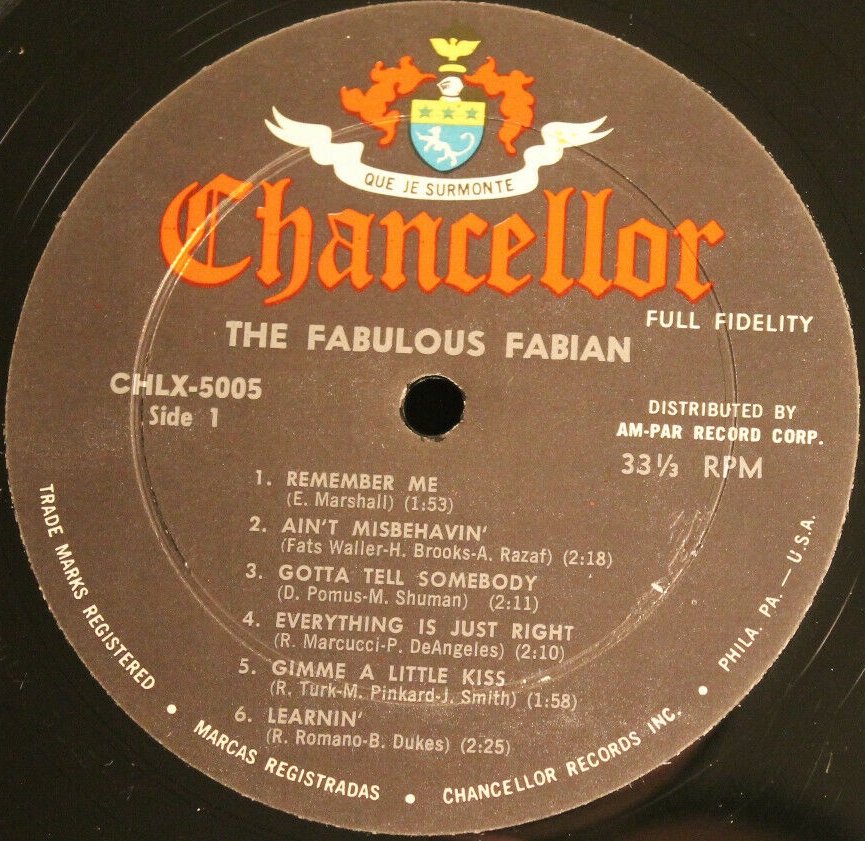 QUE JE SURMONTE
Chancellor
FULL FIDELITY
THE FABULOUS FABIAN
CHLX-5005
Side 1
DISTRIBUTED BY
AM-PAR RECORD CORP.
33⅓ RPM
1. REMEMBER ME
(E. Marshall) (1:53)
2. AIN'T MISBEHAVIN'
(Fats Waller-H. Brooks-A. Razaf) (2:18)
3. GOTTA TELL SOMEBODY
(D. Pomus-M. Shuman) (2:11)
4. EVERYTHING IS JUST RIGHT
(R. Marcucci-P. DeAngeles) (2:10)
5. GIMME A LITTLE KISS
(R. Turk-M. Pinkard-J. Smith) (1:58)
6. LEARNIN'
(R. Romano-B. Dukes) (2:25)
TRADE MARKS REGISTERED • MARCAS REGISTRADAS • CHANCELLOR RECORDS INC. • PHILA. PA. — U.S.A.